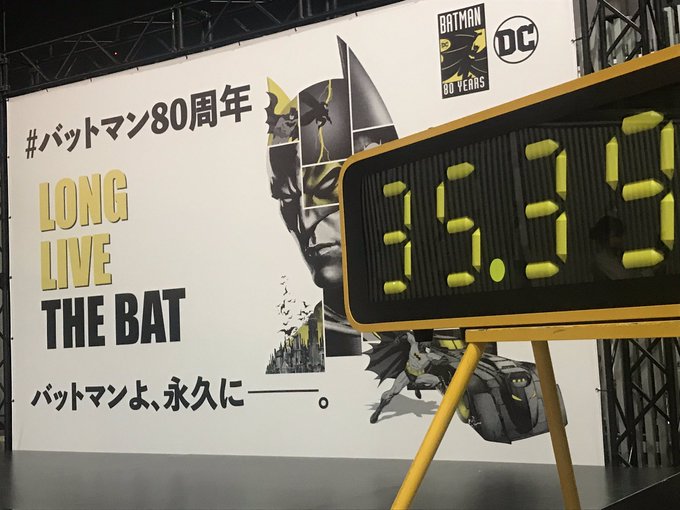 BATMAN
80 YEARS
DC
#バットマン80周年
LONG
LIVE
THE BAT
バットマンよ、永久に――。
35.39